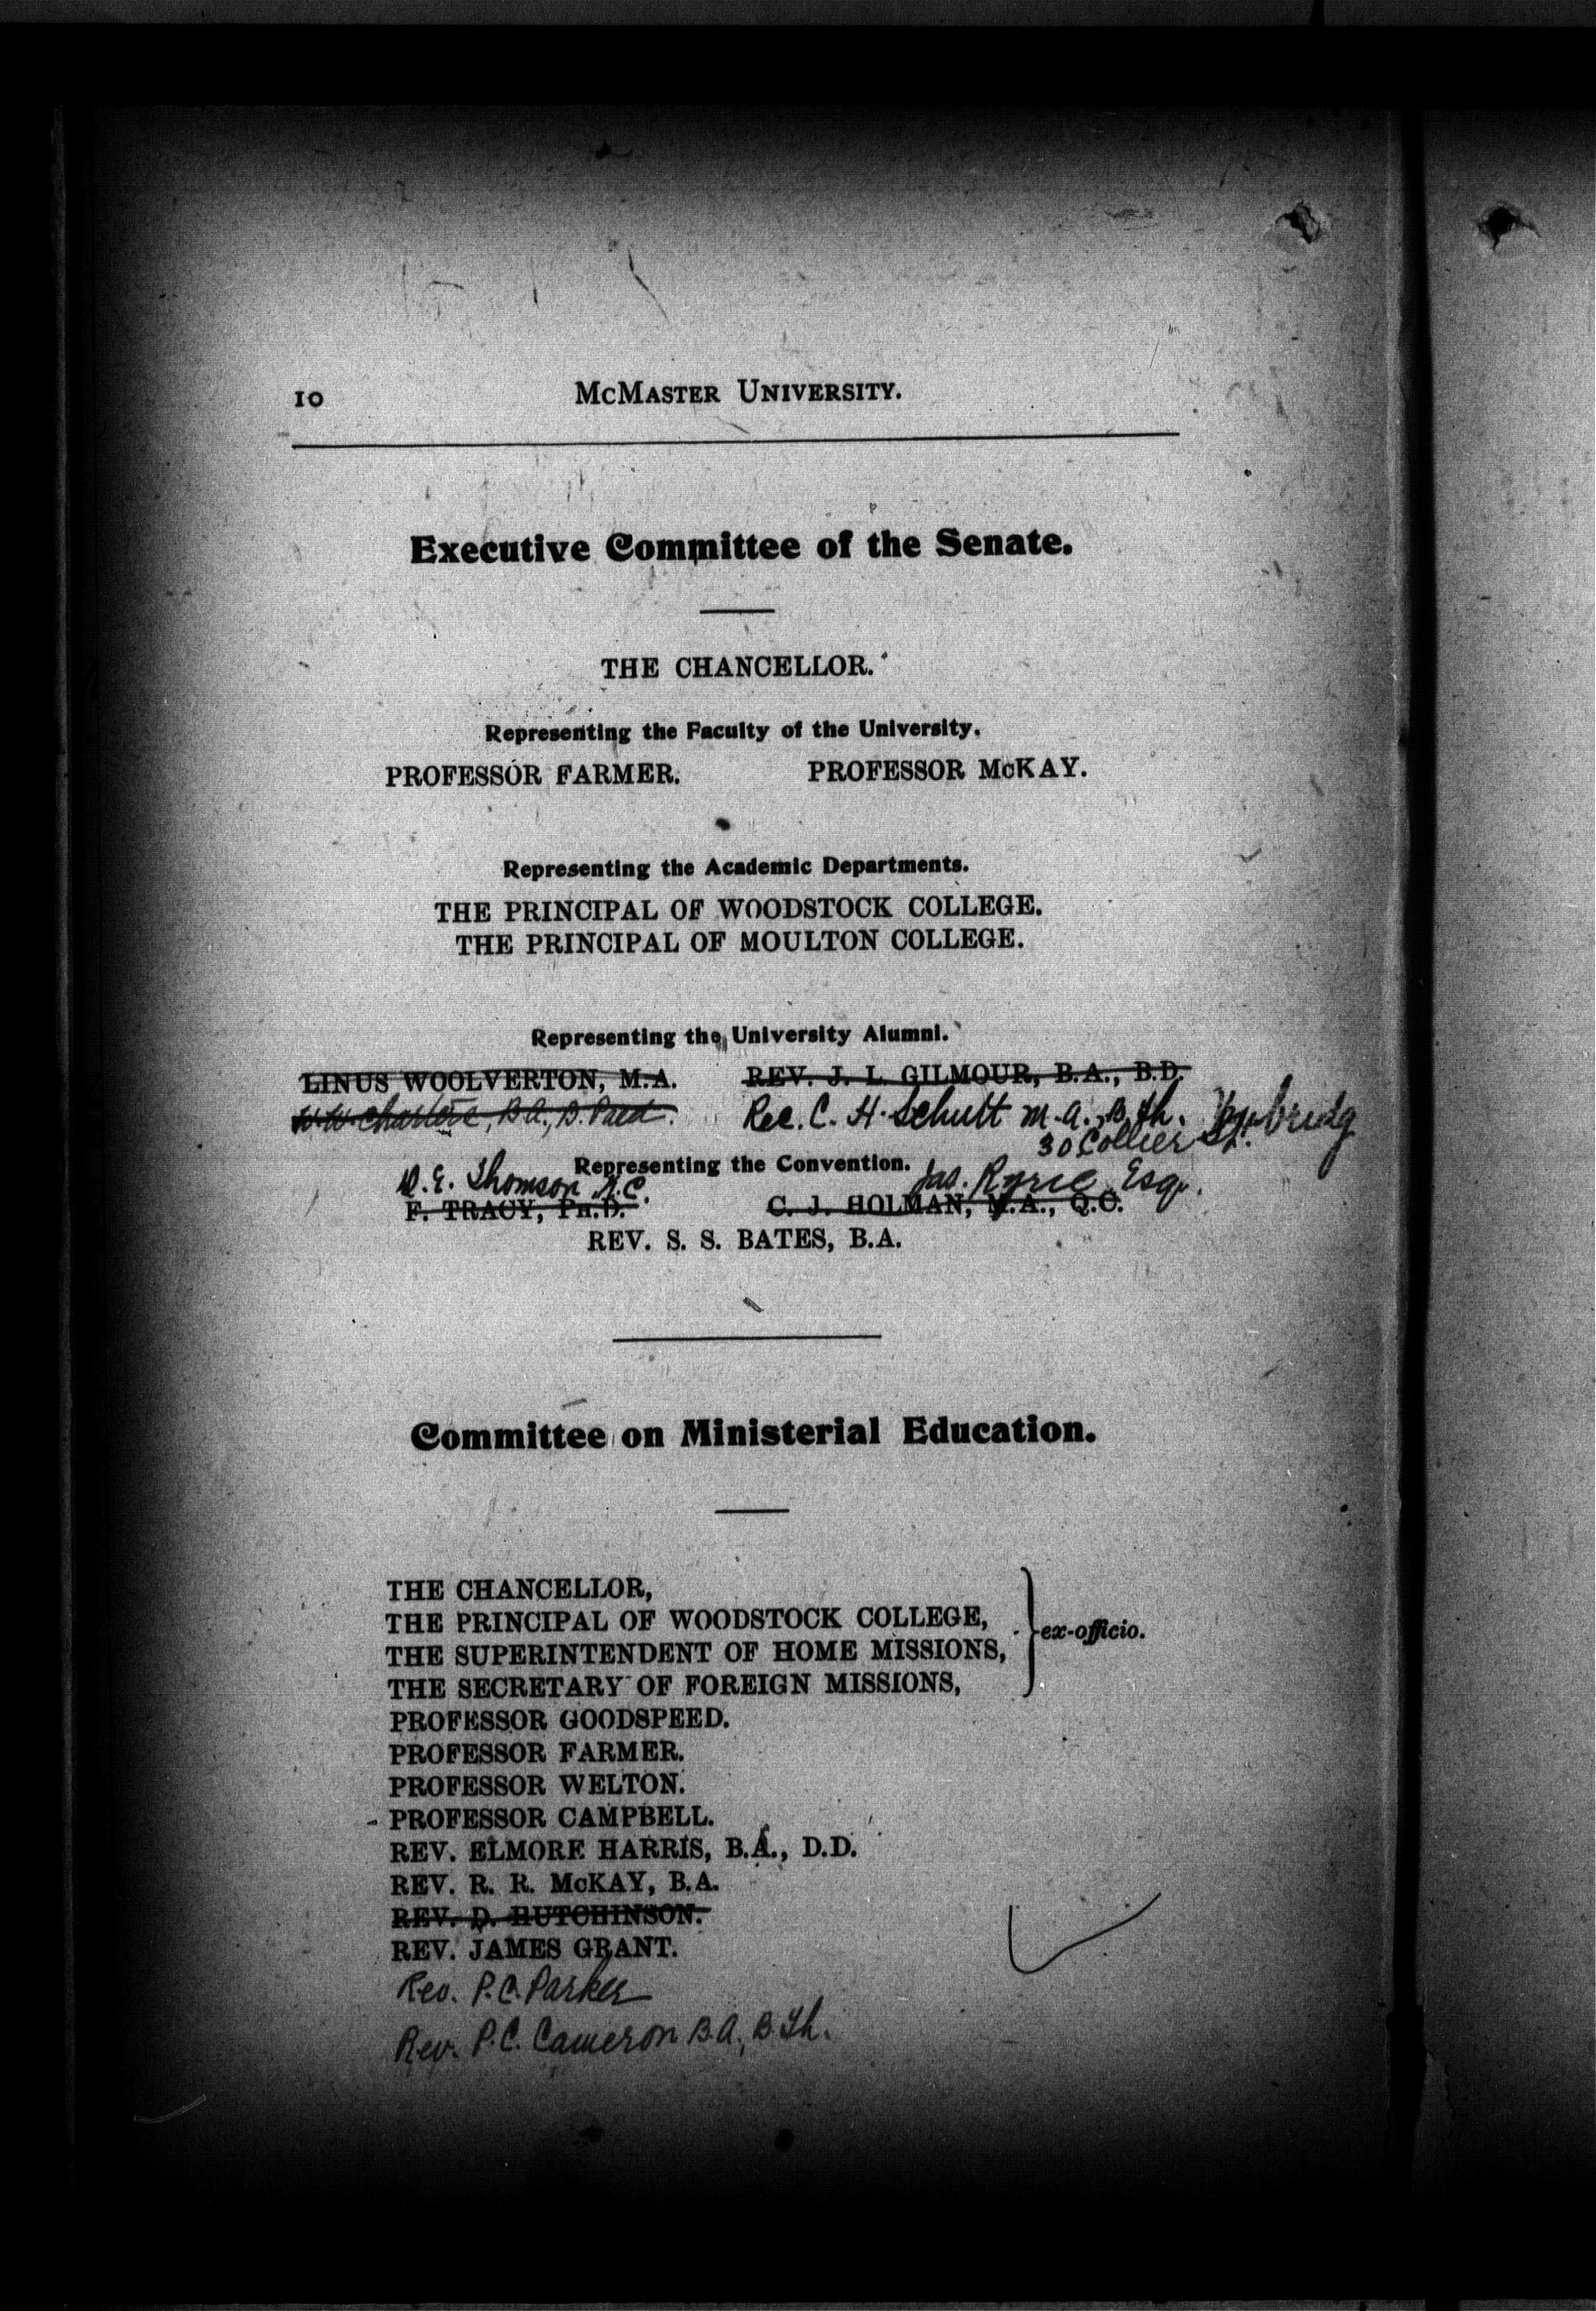 10 McMASTER UNIVERSITY.
Executive Committee of the Senate.
THE CHANCELLOR.
Representing the Faculty of the University.
PROFESSOR FARMER. PROFESSOR McKAY.
Representing the Academic Departments.
THE PRINCIPAL OF WOODSTOCK COLLEGE.
THE PRINCIPAL OF MOULTON COLLEGE.
Representing the University Alumni.
LINUS WOOLVERTON, M.A. REV. J. L. GILMOUR, B.A., B.D.
W.W. Charters, B.A., B. Paed. Rev. C. H. Schutt M.A., B.Th.
30 Collier St.
Representing the Convention.
D. E. Thomson K.C. Jas. Ryrie Esq.
F. TRACY, PH.D. C. J. HOLMAN, M.A., Q.C.
REV. S. S. BATES, B.A.
Committee on Ministerial Education.
THE CHANCELLOR,
THE PRINCIPAL OF WOODSTOCK COLLEGE,
THE SUPERINTENDENT OF HOME MISSIONS,
THE SECRETARY OF FOREIGN MISSIONS,
ex-officio.
PROFESSOR GOODSPEED.
PROFESSOR FARMER.
PROFESSOR WELTON.
PROFESSOR CAMPBELL.
REV. ELMORE HARRIS, B.A., D.D.
REV. R. R. McKAY, B.A.
REV. D. HUTCHINSON.
REV. JAMES GRANT.
Rev. P.C. Parker
Rev. P.C. Cameron B.A., B.Th.